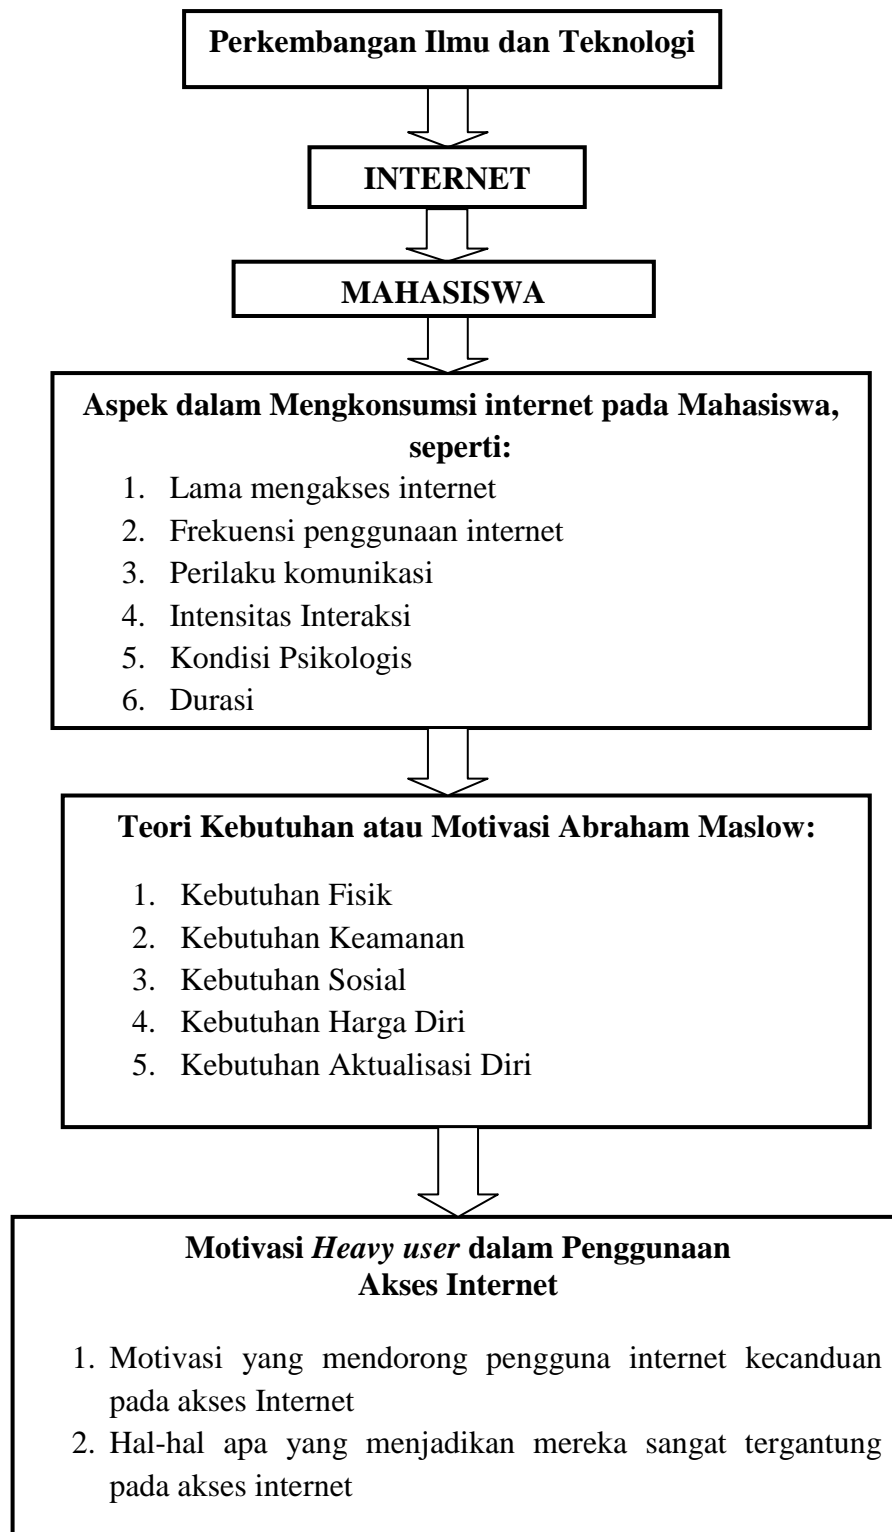 Perkembangan Ilmu dan Teknologi
INTERNET
MAHASISWA
Aspek dalam Mengkonsumsi internet pada Mahasiswa,
seperti:
1. Lama mengakses internet
2. Frekuensi penggunaan internet
3. Perilaku komunikasi
4. Intensitas Interaksi
5. Kondisi Psikologis
6. Durasi
Teori Kebutuhan atau Motivasi Abraham Maslow:
1. Kebutuhan Fisik
2. Kebutuhan Keamanan
3. Kebutuhan Sosial
4. Kebutuhan Harga Diri
5. Kebutuhan Aktualisasi Diri
Motivasi Heavy user dalam Penggunaan
Akses Internet
1. Motivasi yang mendorong pengguna internet kecanduan
pada akses Internet
2. Hal-hal apa yang menjadikan mereka sangat tergantung
pada akses internet